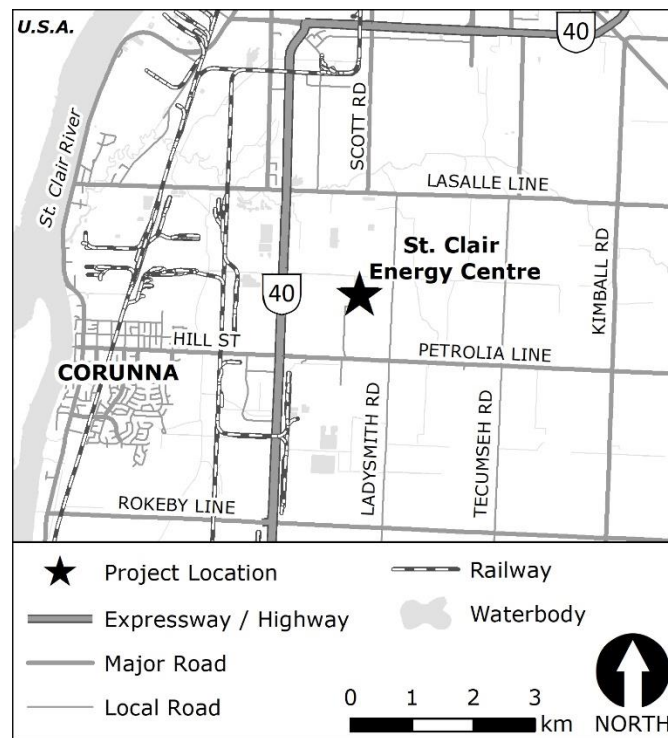 U.S.A.
40
St. Clair River
SCOTT RD
LASALLE LINE
St. Clair
Energy Centre
KIMBALL RD
40
HILL ST
PETROLIA LINE
CORUNNA
LADYSMITH RD
TECUMSEH RD
ROKEBY LINE
Project Location
Railway
Expressway / Highway
Waterbody
Major Road
Local Road
0 1 2 3
km
NORTH